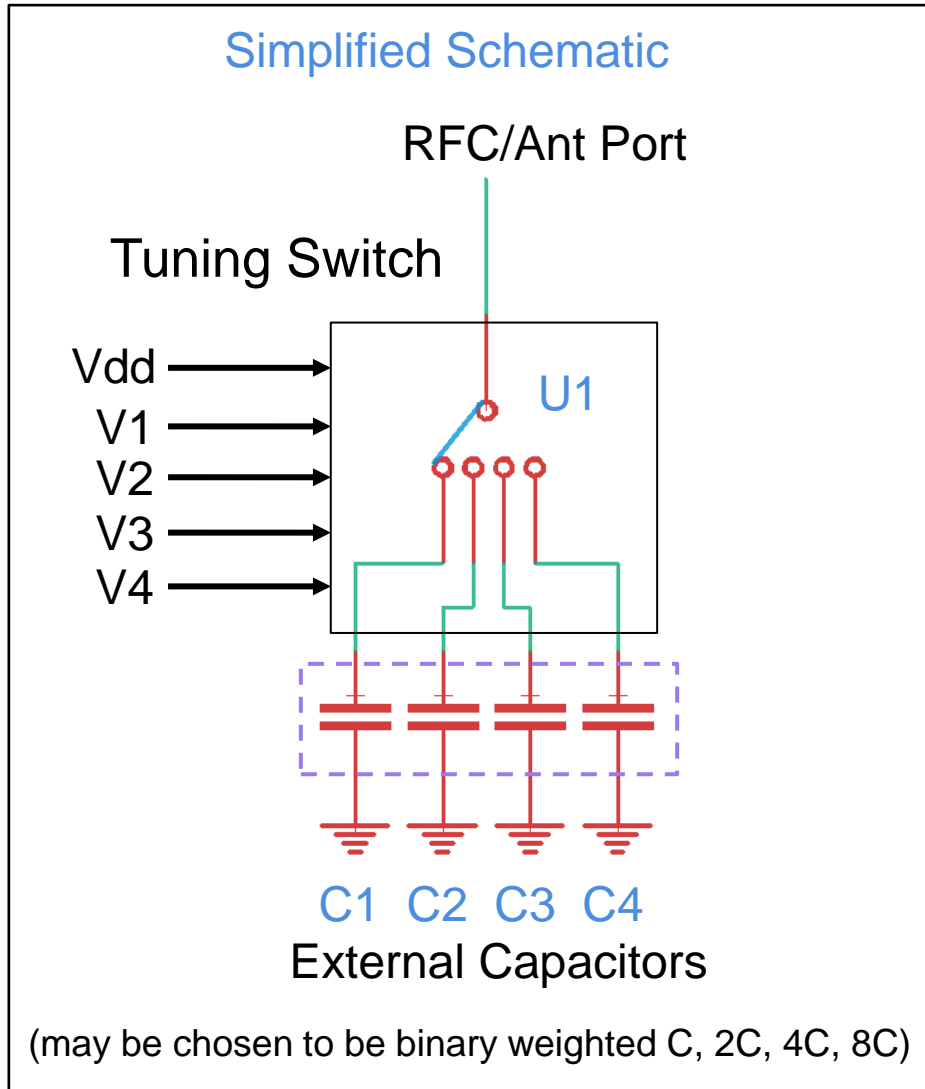 Simplified Schematic
RFC/Ant Port
Tuning Switch
Vdd
U1
V1
V2
V3
V4
C1 C2 C3 C4
External Capacitors
(may be chosen to be binary weighted C, 2C, 4C, 8C)